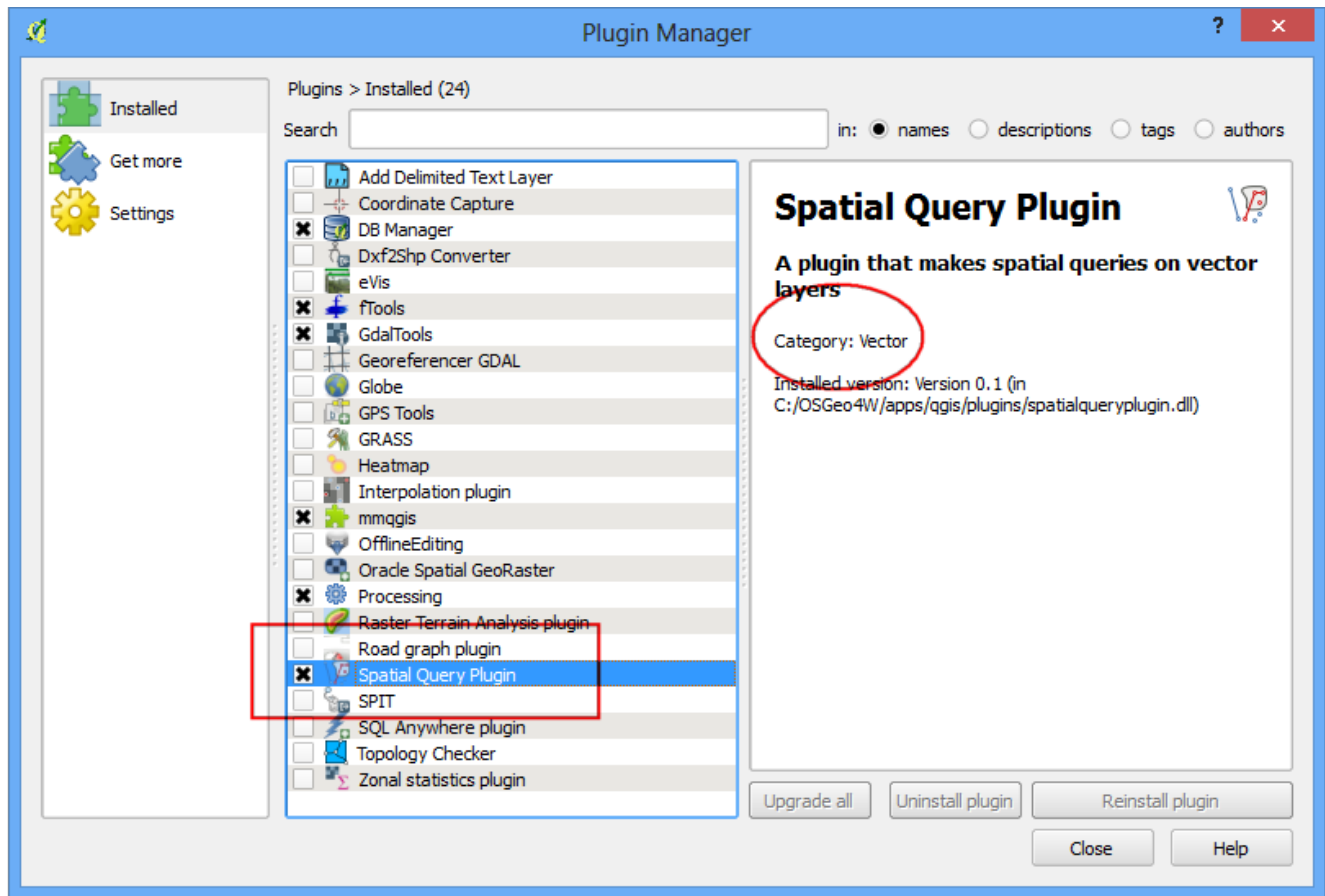 Plugin Manager
?
Installed
Get more
Settings
Plugins > Installed (24)
Search
in: names descriptions tags authors
Add Delimited Text Layer
Coordinate Capture
DB Manager
Dxf2Shp Converter
eVis
fTools
GdalTools
Georeferencer GDAL
Globe
GPS Tools
GRASS
Heatmap
Interpolation plugin
mmqgis
OfflineEditing
Oracle Spatial GeoRaster
Processing
Raster Terrain Analysis plugin
Road graph plugin
Spatial Query Plugin
SPIT
SQL Anywhere plugin
Topology Checker
Zonal statistics plugin
Spatial Query Plugin
A plugin that makes spatial queries on vector
layers
Category: Vector
Installed version: Version 0.1 (in
C:/OSGeo4W/apps/qgis/plugins/spatialqueryplugin.dll)
Upgrade all
Uninstall plugin
Reinstall plugin
Close
Help